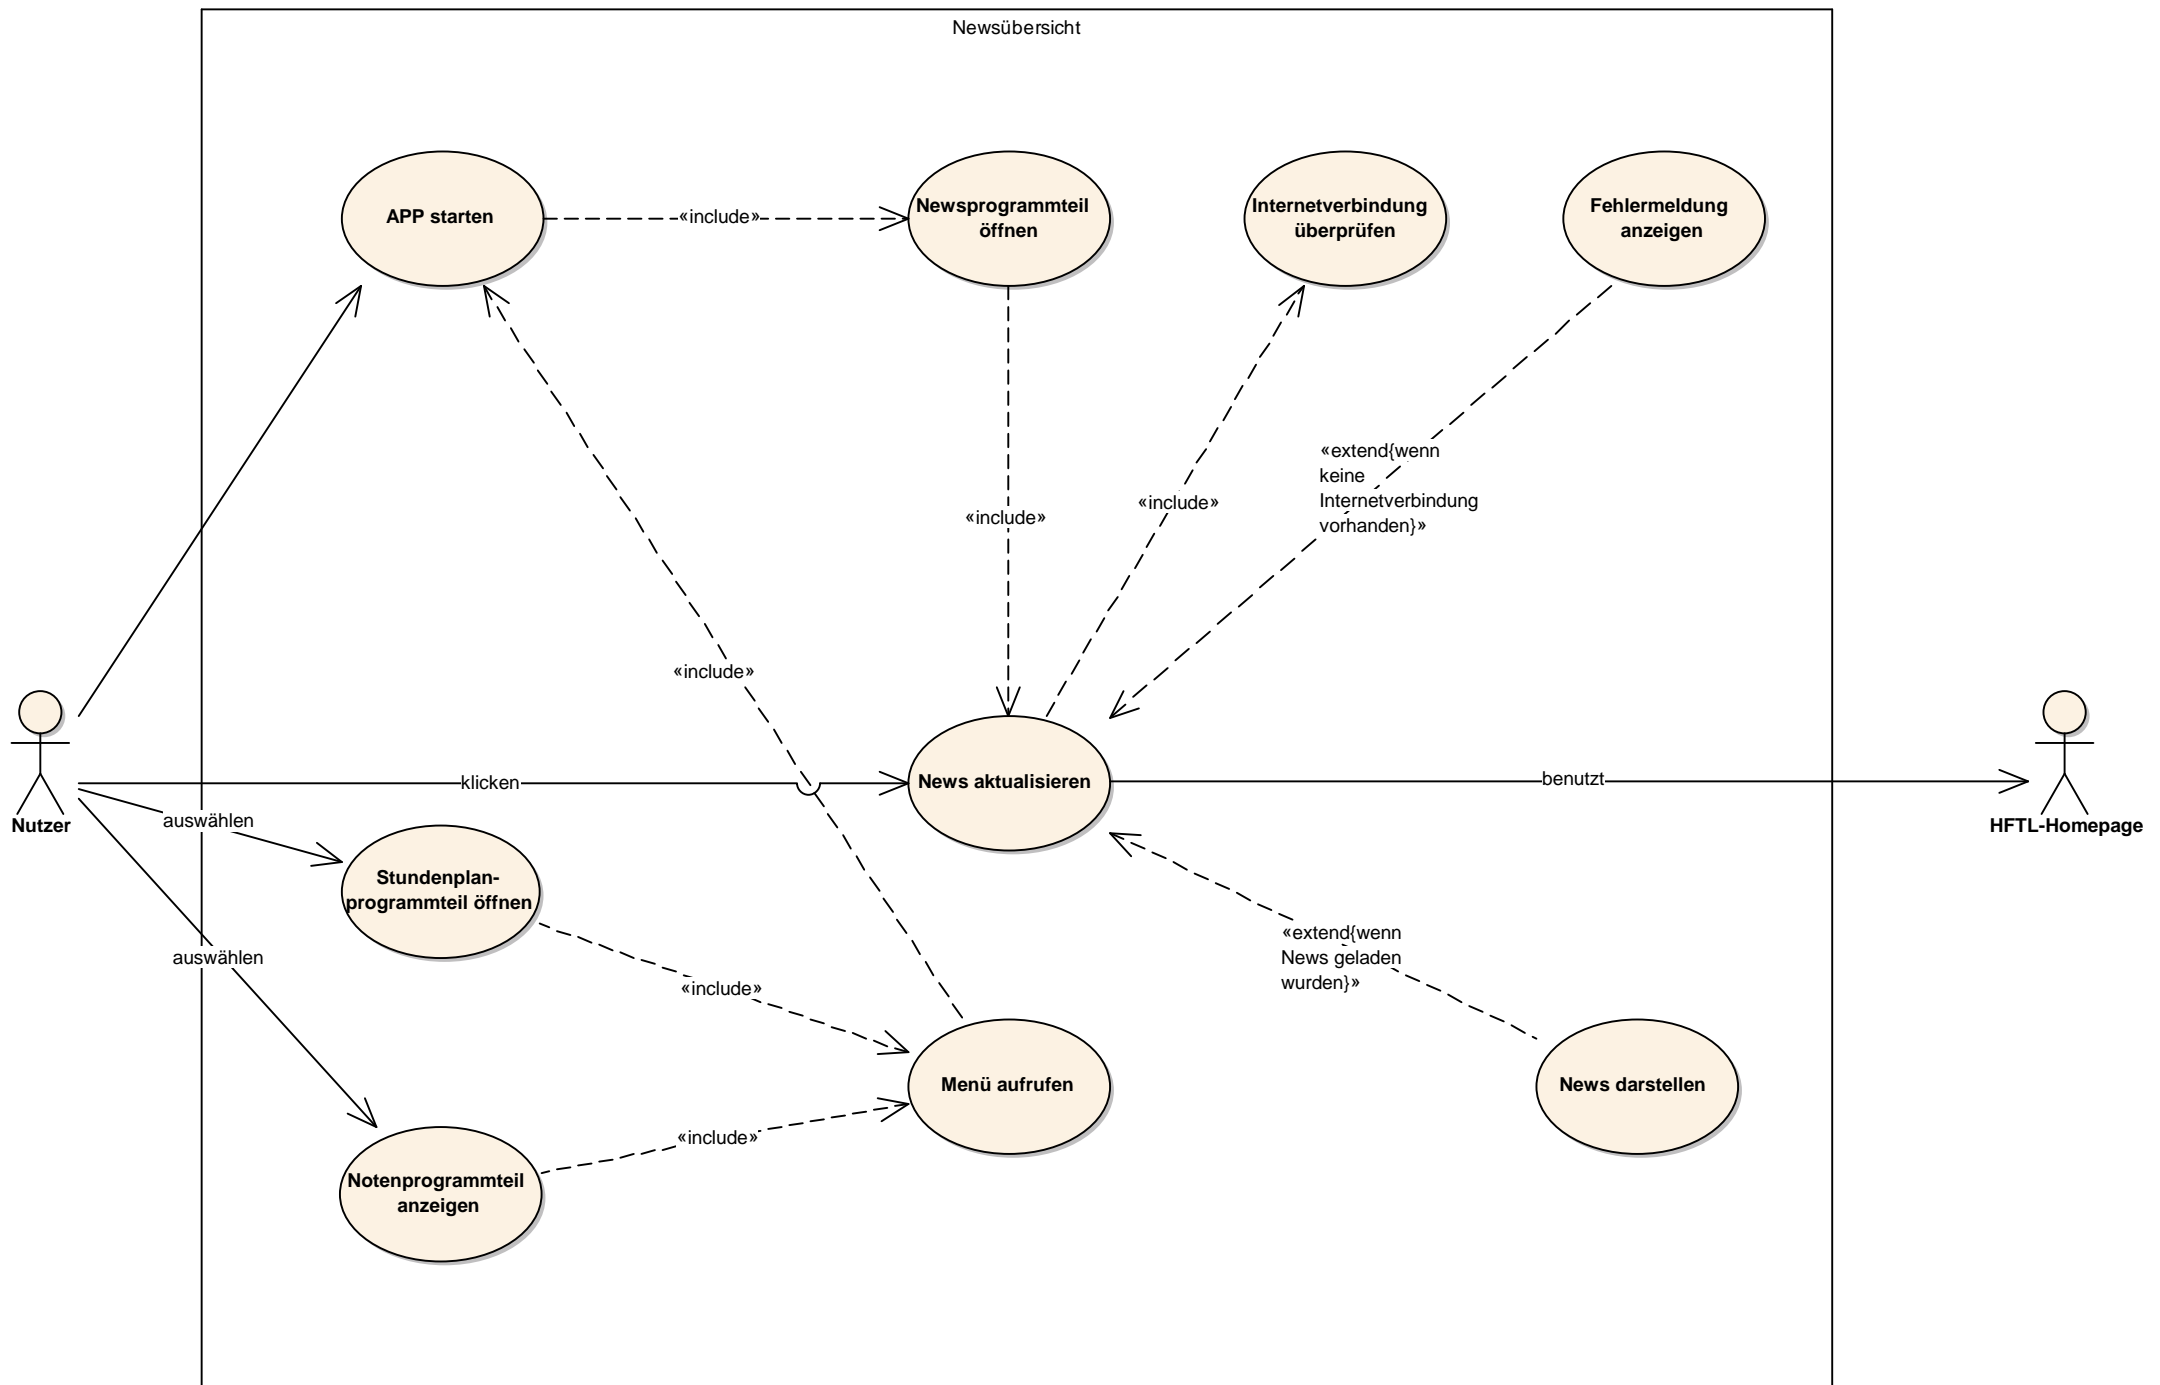 Newsübersicht
APP starten
«include»
Newsprogrammteil
öffnen
Internetverbindung
überprüfen
Fehlermeldung
anzeigen
«extend{wenn
keine
Internetverbindung
vorhanden}»
«include»
«include»
«include»
Nutzer
klicken
News aktualisieren
benutzt
HFTL-Homepage
auswählen
Stundenplan-
programmteil öffnen
auswählen
«include»
«extend{wenn
News geladen
wurden}»
Menü aufrufen
News darstellen
«include»
Notenprogrammteil
anzeigen